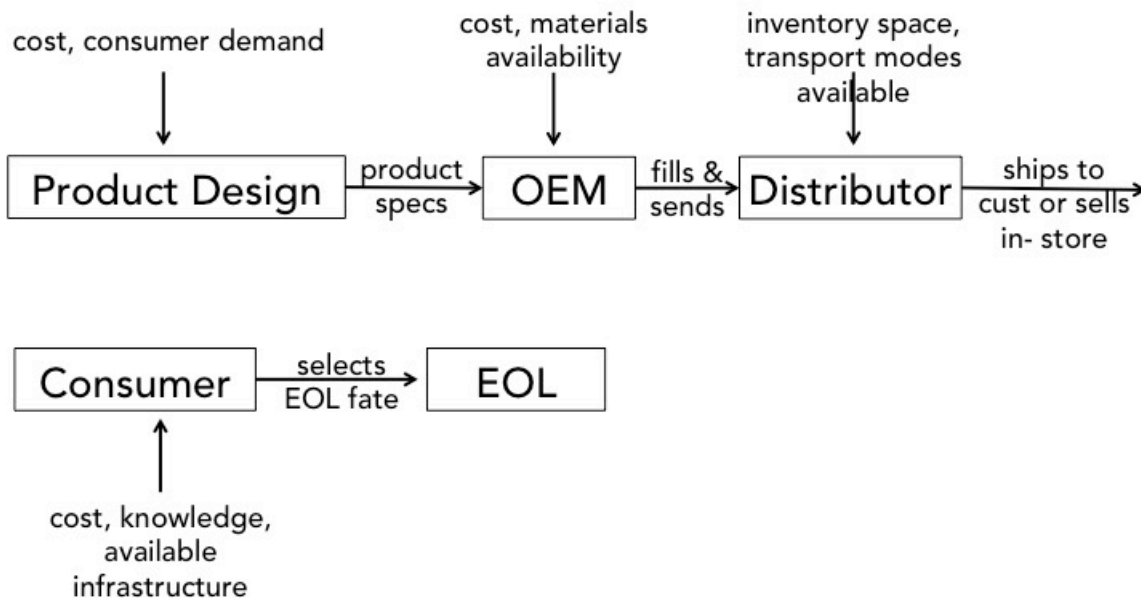 cost, consumer demand
cost, materials
availability
inventory space,
transport modes
available
Product Design
product
specs
OEM
fills &
sends
Distributor
ships to
cust or sells
in- store
Consumer
selects
EOL fate
EOL
cost, knowledge,
available
infrastructure